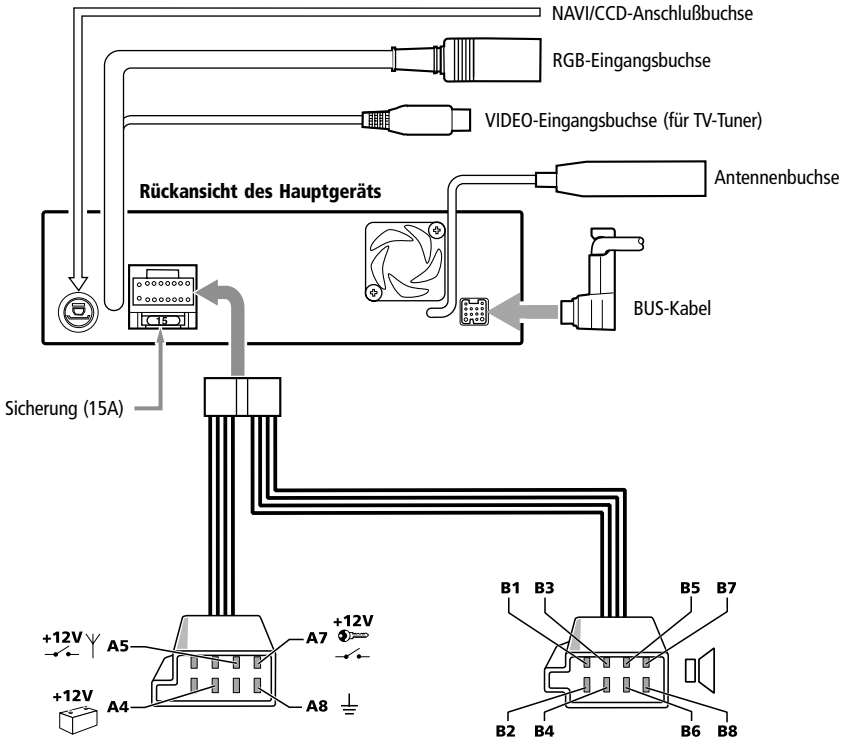 NAVI/CCD-Anschlußbuchse
RGB-Eingangsbuchse
VIDEO-Eingangsbuchse (für TV-Tuner)
Antennenbuchse
Rückansicht des Hauptgeräts
BUS-Kabel
15
Sicherung (15A)
B1 B3 B5 B7
+12V A5 A7 +12V
+12V A4 A8
B2 B4 B6 B8